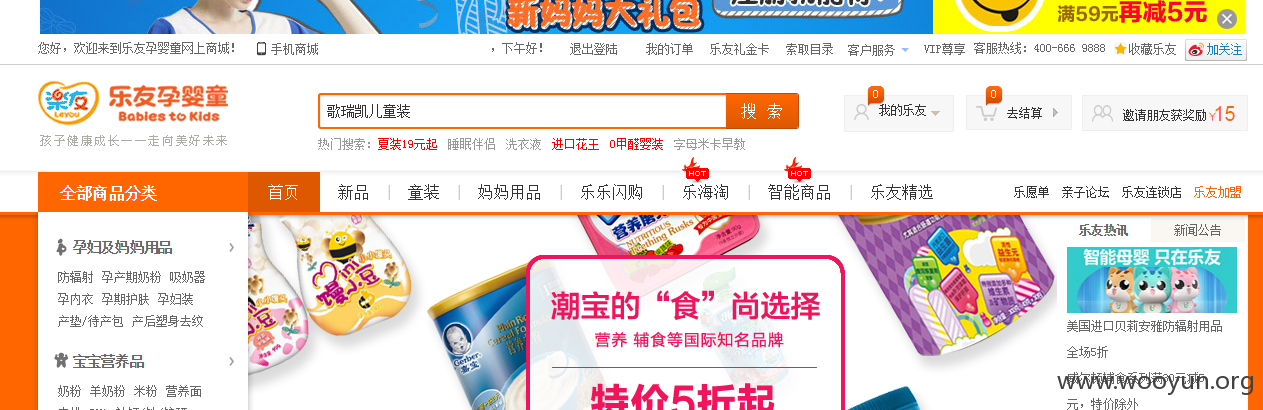 新妈妈大礼包
满59元再减5元
您好，欢迎来到乐友孕婴童网上商城！ 手机商城 ，下午好！ 退出登陆 我的订单 乐友礼金卡 索取目录 客户服务 VIP尊享 客服热线：400-666 9888 收藏乐友 加关注
乐友 LeYOU 乐友孕婴童
Babies to Kids
孩子健康成长——走向美好未来
歌瑞凯儿童装 搜 索
0 我的乐友 0 去结算 邀请朋友获奖励¥15
热门搜索：夏装19元起 睡眠伴侣 洗衣液 进口花王 0甲醛婴装 字母米卡早教
HOT HOT
全部商品分类 首页 新品 童装 妈妈用品 乐乐闪购 乐海淘 智能商品 乐友精选 乐愿单 亲子论坛 乐友连锁店 乐友加盟
孕妇及妈妈用品
防辐射 孕产期奶粉 吸奶器
孕内衣 孕期护肤 孕妇装
产垫/待产包 产后塑身去纹
宝宝营养品
奶粉 羊奶粉 米粉 营养面
NUTRITIOUS
Teething Rusks
Gerber
嘉宝
潮宝的“食”尚选择
营养 辅食等国际知名品牌
特价5折起
乐友热讯 新闻公告
智能母婴 只在乐友
美国进口贝莉安雅防辐射用品
全场5折
元，特价除外
www.wooyun.org